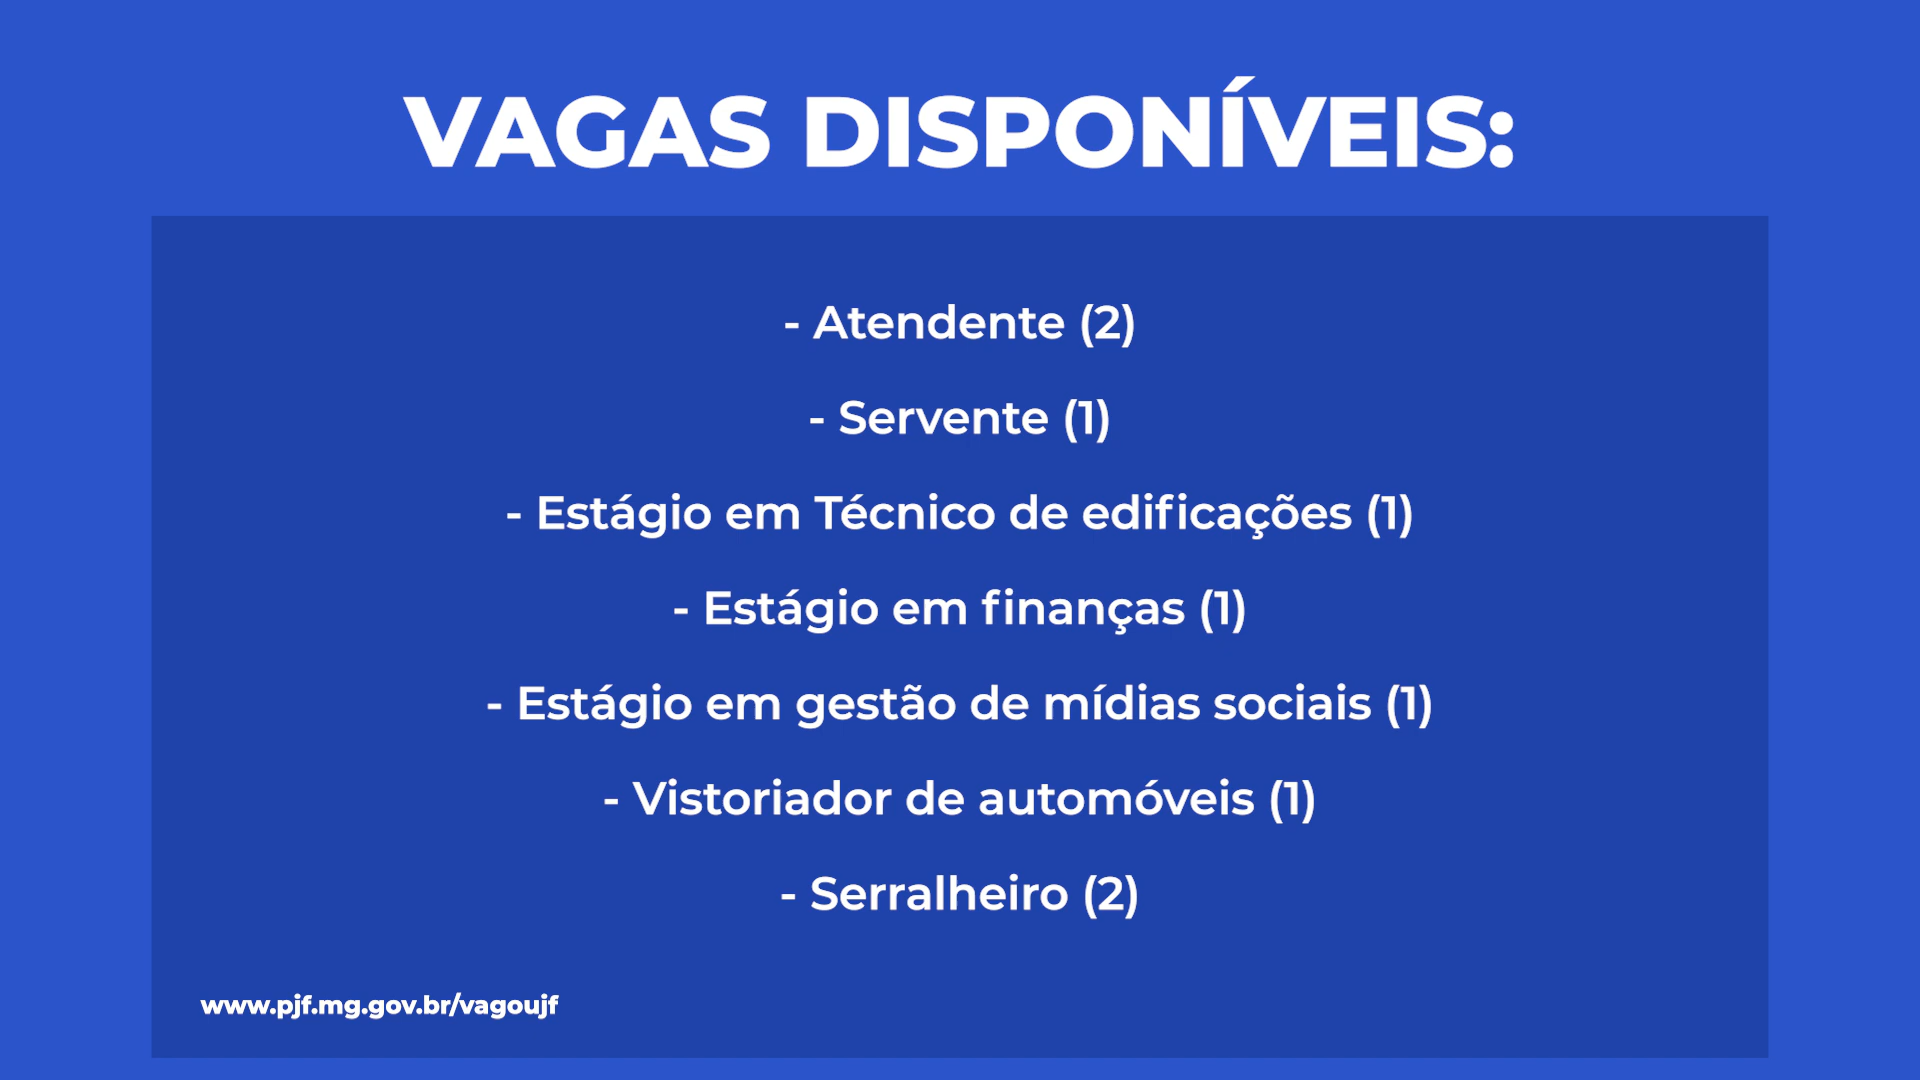 VAGAS DISPONÍVEIS:
- Atendente (2)
- Servente (1)
- Estágio em Técnico de edificações (1)
- Estágio em finanças (1)
- Estágio em gestão de mídias sociais (1)
- Vistoriador de automóveis (1)
- Serralheiro (2)
www.pjf.mg.gov.br/vagoujf